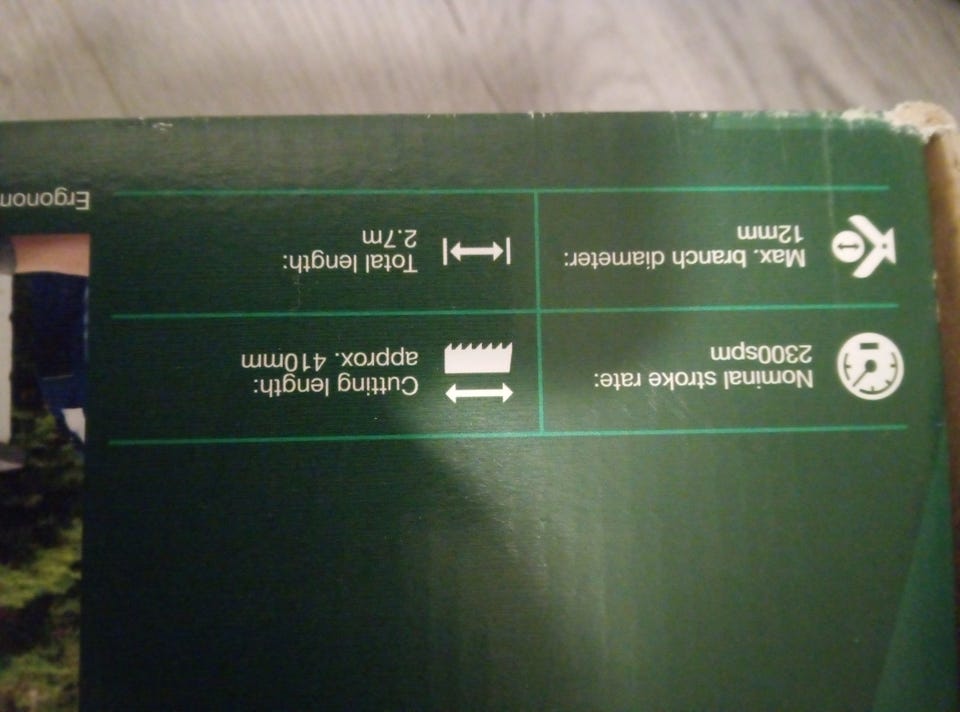 Nominal stroke rate:
2300spm
Cutting length:
approx. 410mm
Max. branch diameter:
12mm
Total length:
2.7m